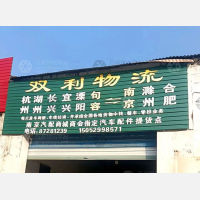 双利物流
杭湖长宜溧句 南滁合
州州兴兴阳容 京州肥
南京汽配商城商会指定汽车配件提货点
电话:87281239 15052998571